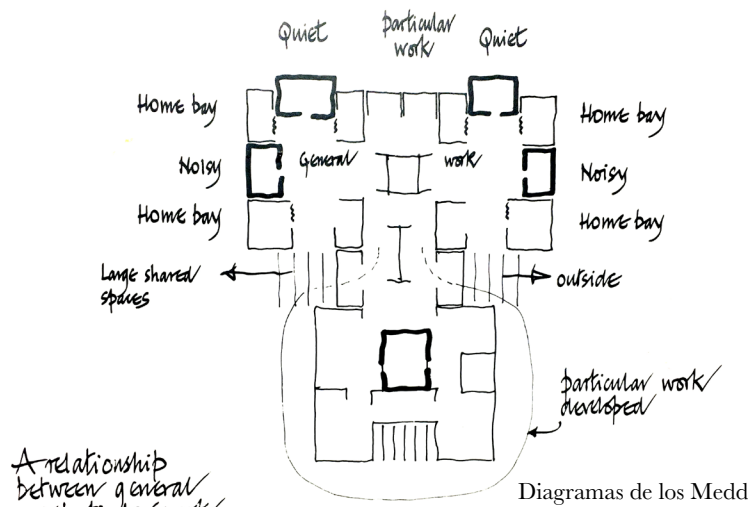 Quiet
particular
work
Quiet
Home bay
Home bay
Noisy
General
work
Noisy
Home bay
Home bay
Large shared
spaces
outside
particular work
developed
A relationship
between general
Diagramas de los Medd